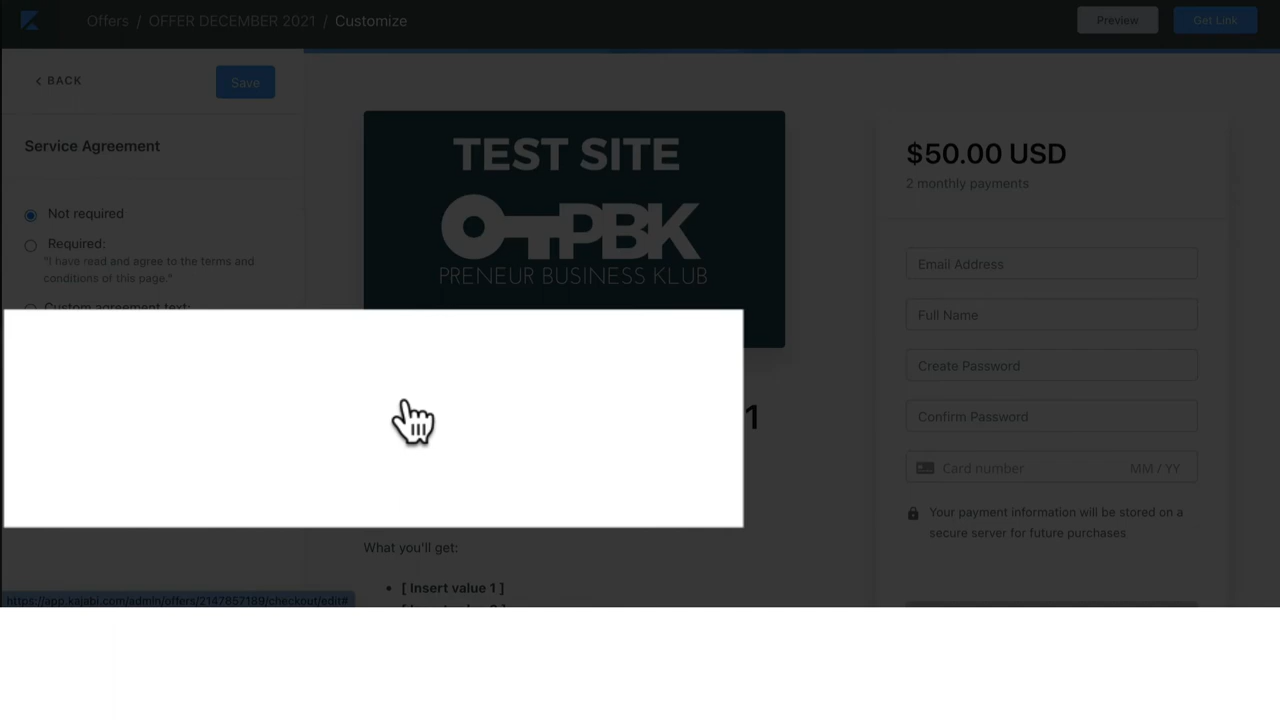 Offers / OFFER DECEMBER 2021 / Customize
Preview
Get Link
BACK
Save
Service Agreement
Not required
Required:
"I have read and agree to the terms and
conditions of this page."
Custom agreement text:
TEST SITE
PBK
PRENEUR BUSINESS KLUB
1
What you'll get:
• [ Insert value 1 ]
$50.00 USD
2 monthly payments
Email Address
Full Name
Create Password
Confirm Password
Card number MM / YY
Your payment information will be stored on a
secure server for future purchases
https://app.kajabi.com/admin/offers/2147857189/checkout/edit#